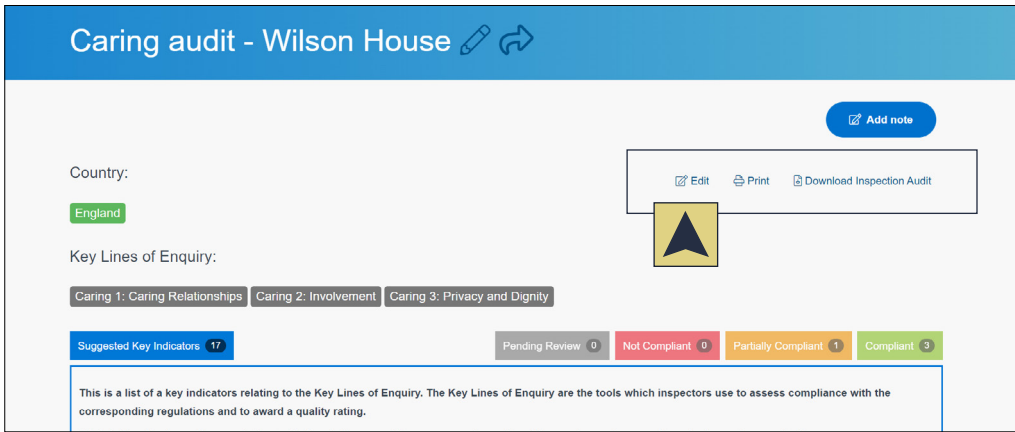 Caring audit - Wilson House
Add note
Country:
Edit Print Download Inspection Audit
England
Key Lines of Enquiry:
Caring 1: Caring Relationships Caring 2: Involvement Caring 3: Privacy and Dignity
Suggested Key Indicators 17 Pending Review 0 Not Compliant 0 Partially Compliant 1 Compliant 3
This is a list of a key indicators relating to the Key Lines of Enquiry. The Key Lines of Enquiry are the tools which inspectors use to assess compliance with the
corresponding regulations and to award a quality rating.